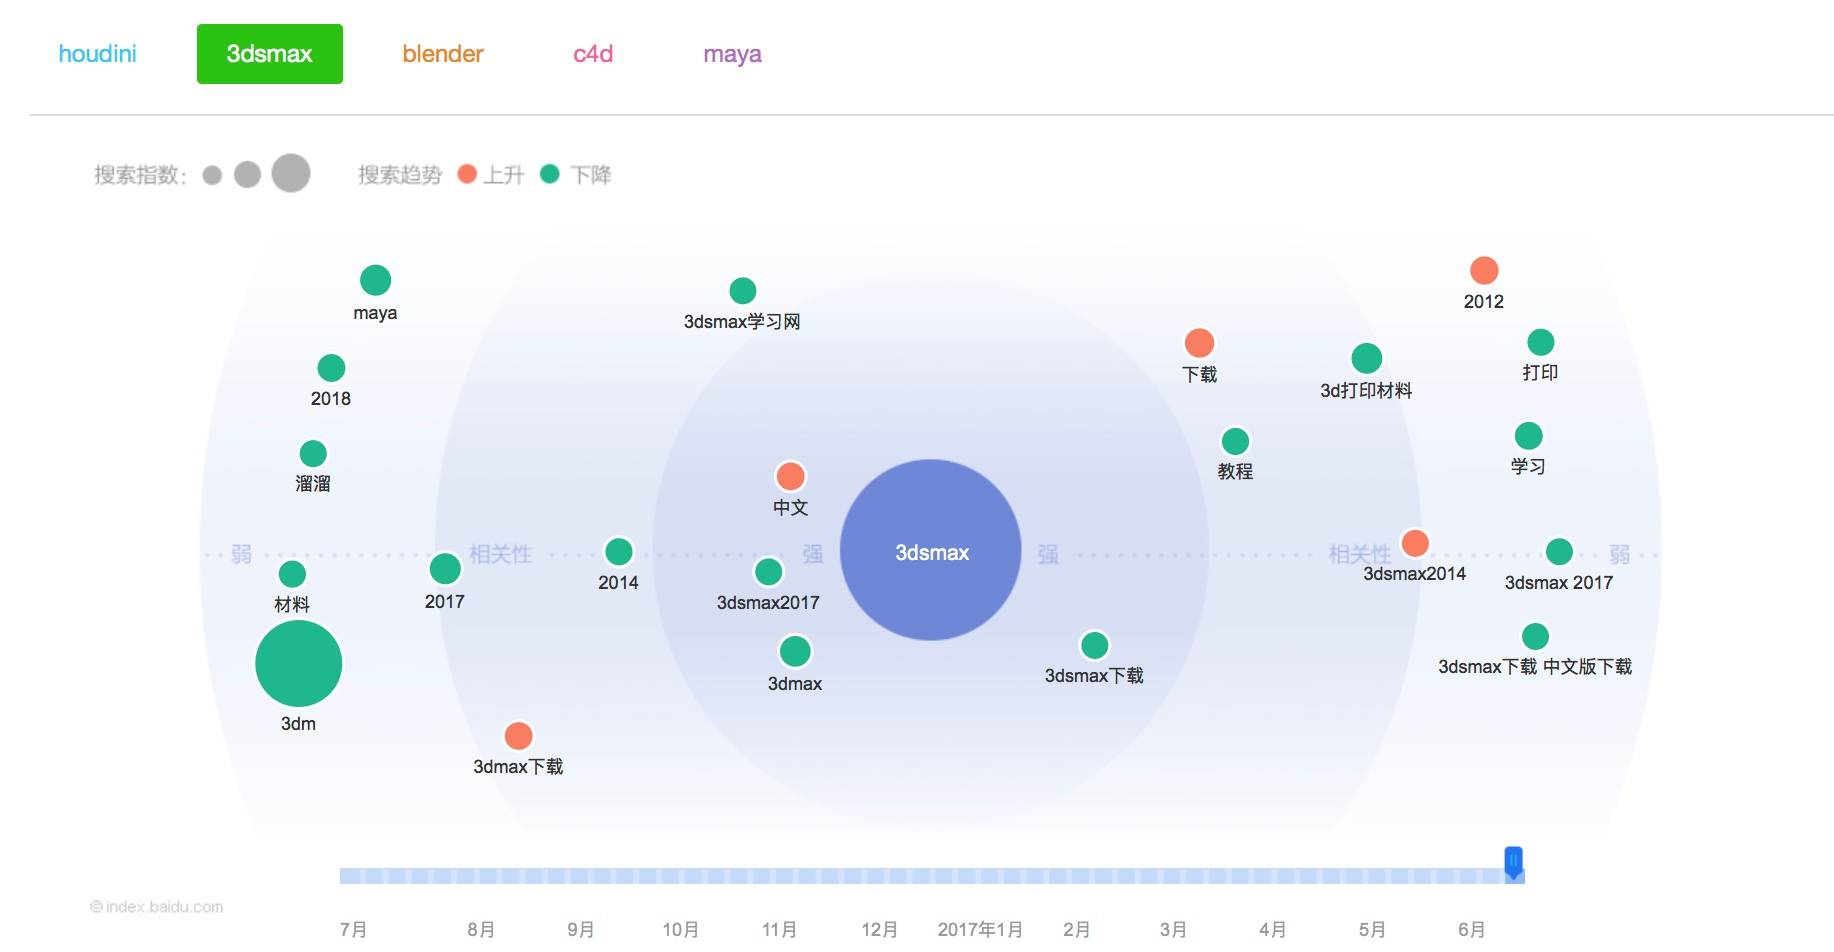 houdini 3dsmax blender c4d maya
搜索指数: 搜索趋势 上升 下降
maya
3dsmax学习网
2012
下载
打印
2018
3d打印材料
溜溜
教程
学习
中文
弱 相关性 强 3dsmax 强 相关性 弱
材料
2017
2014
3dsmax2017
3dsmax2014
3dsmax 2017
3dm
3dmax
3dsmax下载
3dsmax下载 中文版下载
3dmax下载
©index.baidu.com
7月 8月 9月 10月 11月 12月 2017年1月 2月 3月 4月 5月 6月